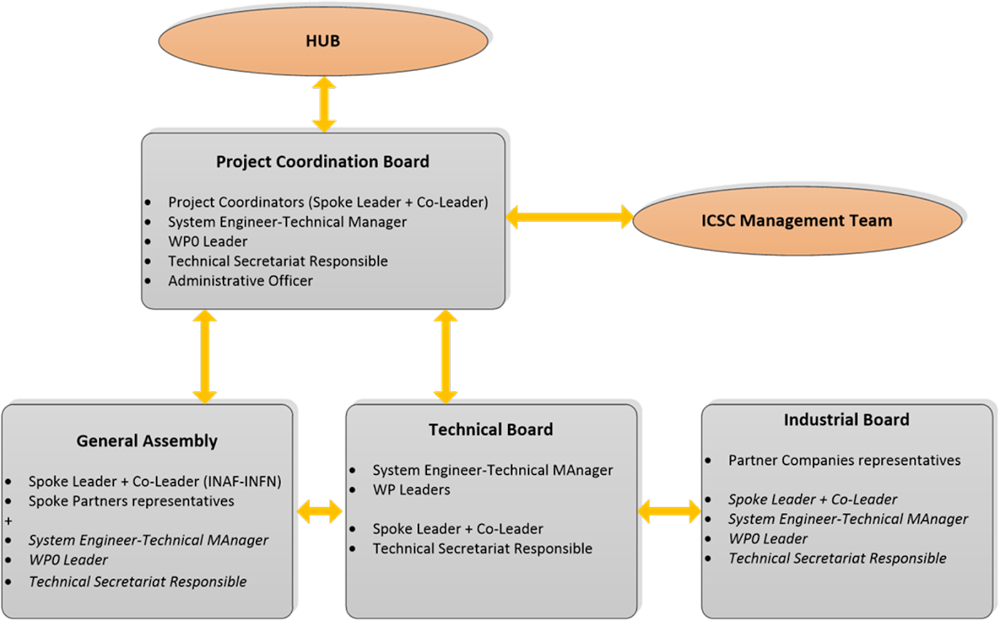 HUB
Project Coordination Board
• Project Coordinators (Spoke Leader + Co-Leader)
• System Engineer-Technical Manager
• WP0 Leader
• Technical Secretariat Responsible
• Administrative Officer
ICSC Management Team
General Assembly
• Spoke Leader + Co-Leader (INAF-INFN)
• Spoke Partners representatives
+
• System Engineer-Technical MAnager
• WP0 Leader
• Technical Secretariat Responsible
Technical Board
• System Engineer-Technical MAnager
• WP Leaders
• Spoke Leader + Co-Leader
• Technical Secretariat Responsible
Industrial Board
• Partner Companies representatives
• Spoke Leader + Co-Leader
• System Engineer-Technical MAnager
• WP0 Leader
• Technical Secretariat Responsible